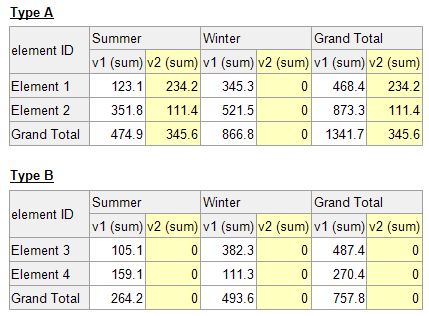 Type A
element ID Summer Winter Grand Total
v1 (sum) v2 (sum) v1 (sum) v2 (sum) v1 (sum) v2 (sum)
Element 1 123.1 234.2 345.3 0 468.4 234.2
Element 2 351.8 111.4 521.5 0 873.3 111.4
Grand Total 474.9 345.6 866.8 0 1341.7 345.6
Type B
element ID Summer Winter Grand Total
v1 (sum) v2 (sum) v1 (sum) v2 (sum) v1 (sum) v2 (sum)
Element 3 105.1 0 382.3 0 487.4 0
Element 4 159.1 0 111.3 0 270.4 0
Grand Total 264.2 0 493.6 0 757.8 0